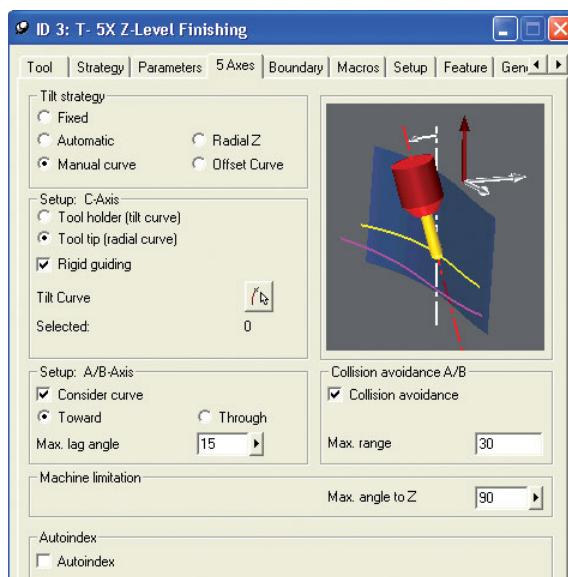 ID 3: T- 5X Z-Level Finishing
Tool Strategy Parameters 5 Axes Boundary Macros Setup Feature Gen
Tilt strategy
Fixed
Automatic Radial Z
Manual curve Offset Curve
Setup: C-Axis
Tool holder (tilt curve)
Tool tip (radial curve)
Rigid guiding
Tilt Curve
Selected: 0
Setup: A/B-Axis
Consider curve
Toward Through
Max. lag angle 15
Collision avoidance A/B
Collision avoidance
Max. range 30
Machine limitation
Max. angle to Z 90
Autoindex
Autoindex